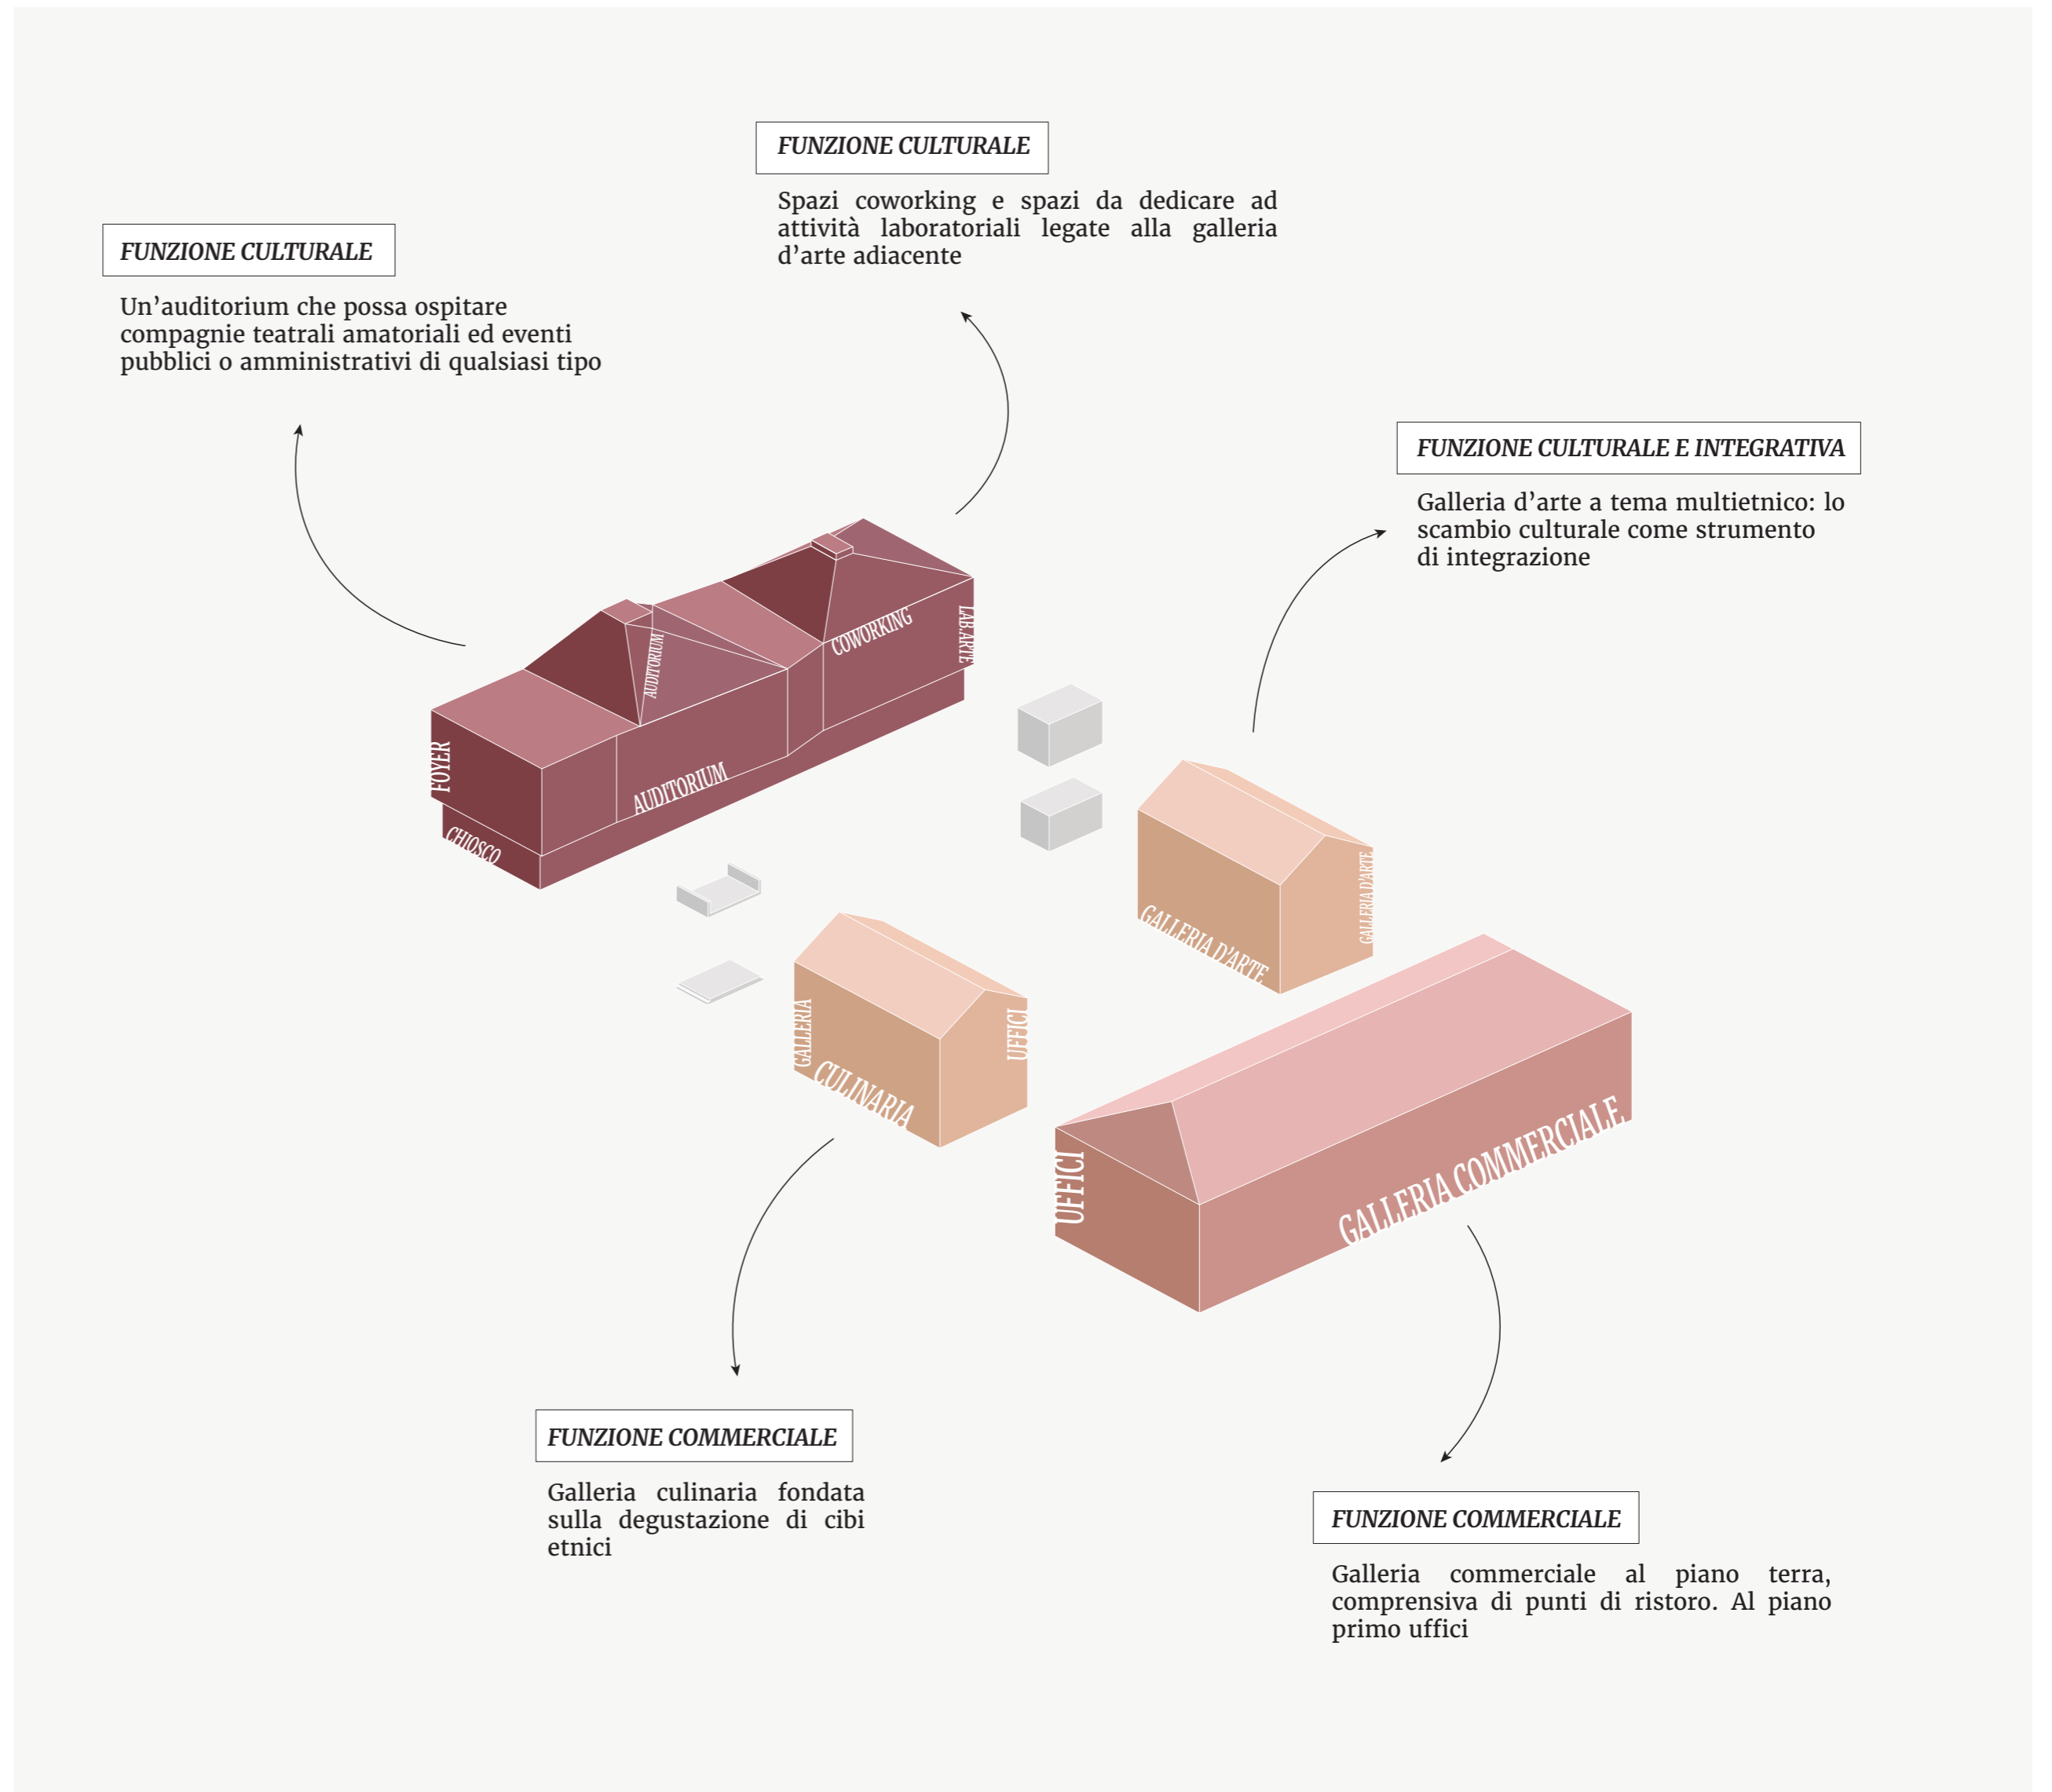 FUNZIONE CULTURALE
Spazi coworking e spazi da dedicare ad
attività laboratoriali legate alla galleria
d’arte adiacente
FUNZIONE CULTURALE
Un’auditorium che possa ospitare
compagnie teatrali amatoriali ed eventi
pubblici o amministrativi di qualsiasi tipo
FUNZIONE CULTURALE E INTEGRATIVA
Galleria d’arte a tema multietnico: lo
scambio culturale come strumento
di integrazione
COWORKING
LAB.ARTE
AUDITORIUM
FOYER
AUDITORIUM
CHIOSCO
GALLERIA D'ARTE
GALLERIA D'ARTE
GALLERIA
CULINARIA
UFFICI
UFFICI
GALLERIA COMMERCIALE
FUNZIONE COMMERCIALE
Galleria culinaria fondata
sulla degustazione di cibi
etnici
FUNZIONE COMMERCIALE
Galleria commerciale al piano terra,
comprensiva di punti di ristoro. Al piano
primo uffici